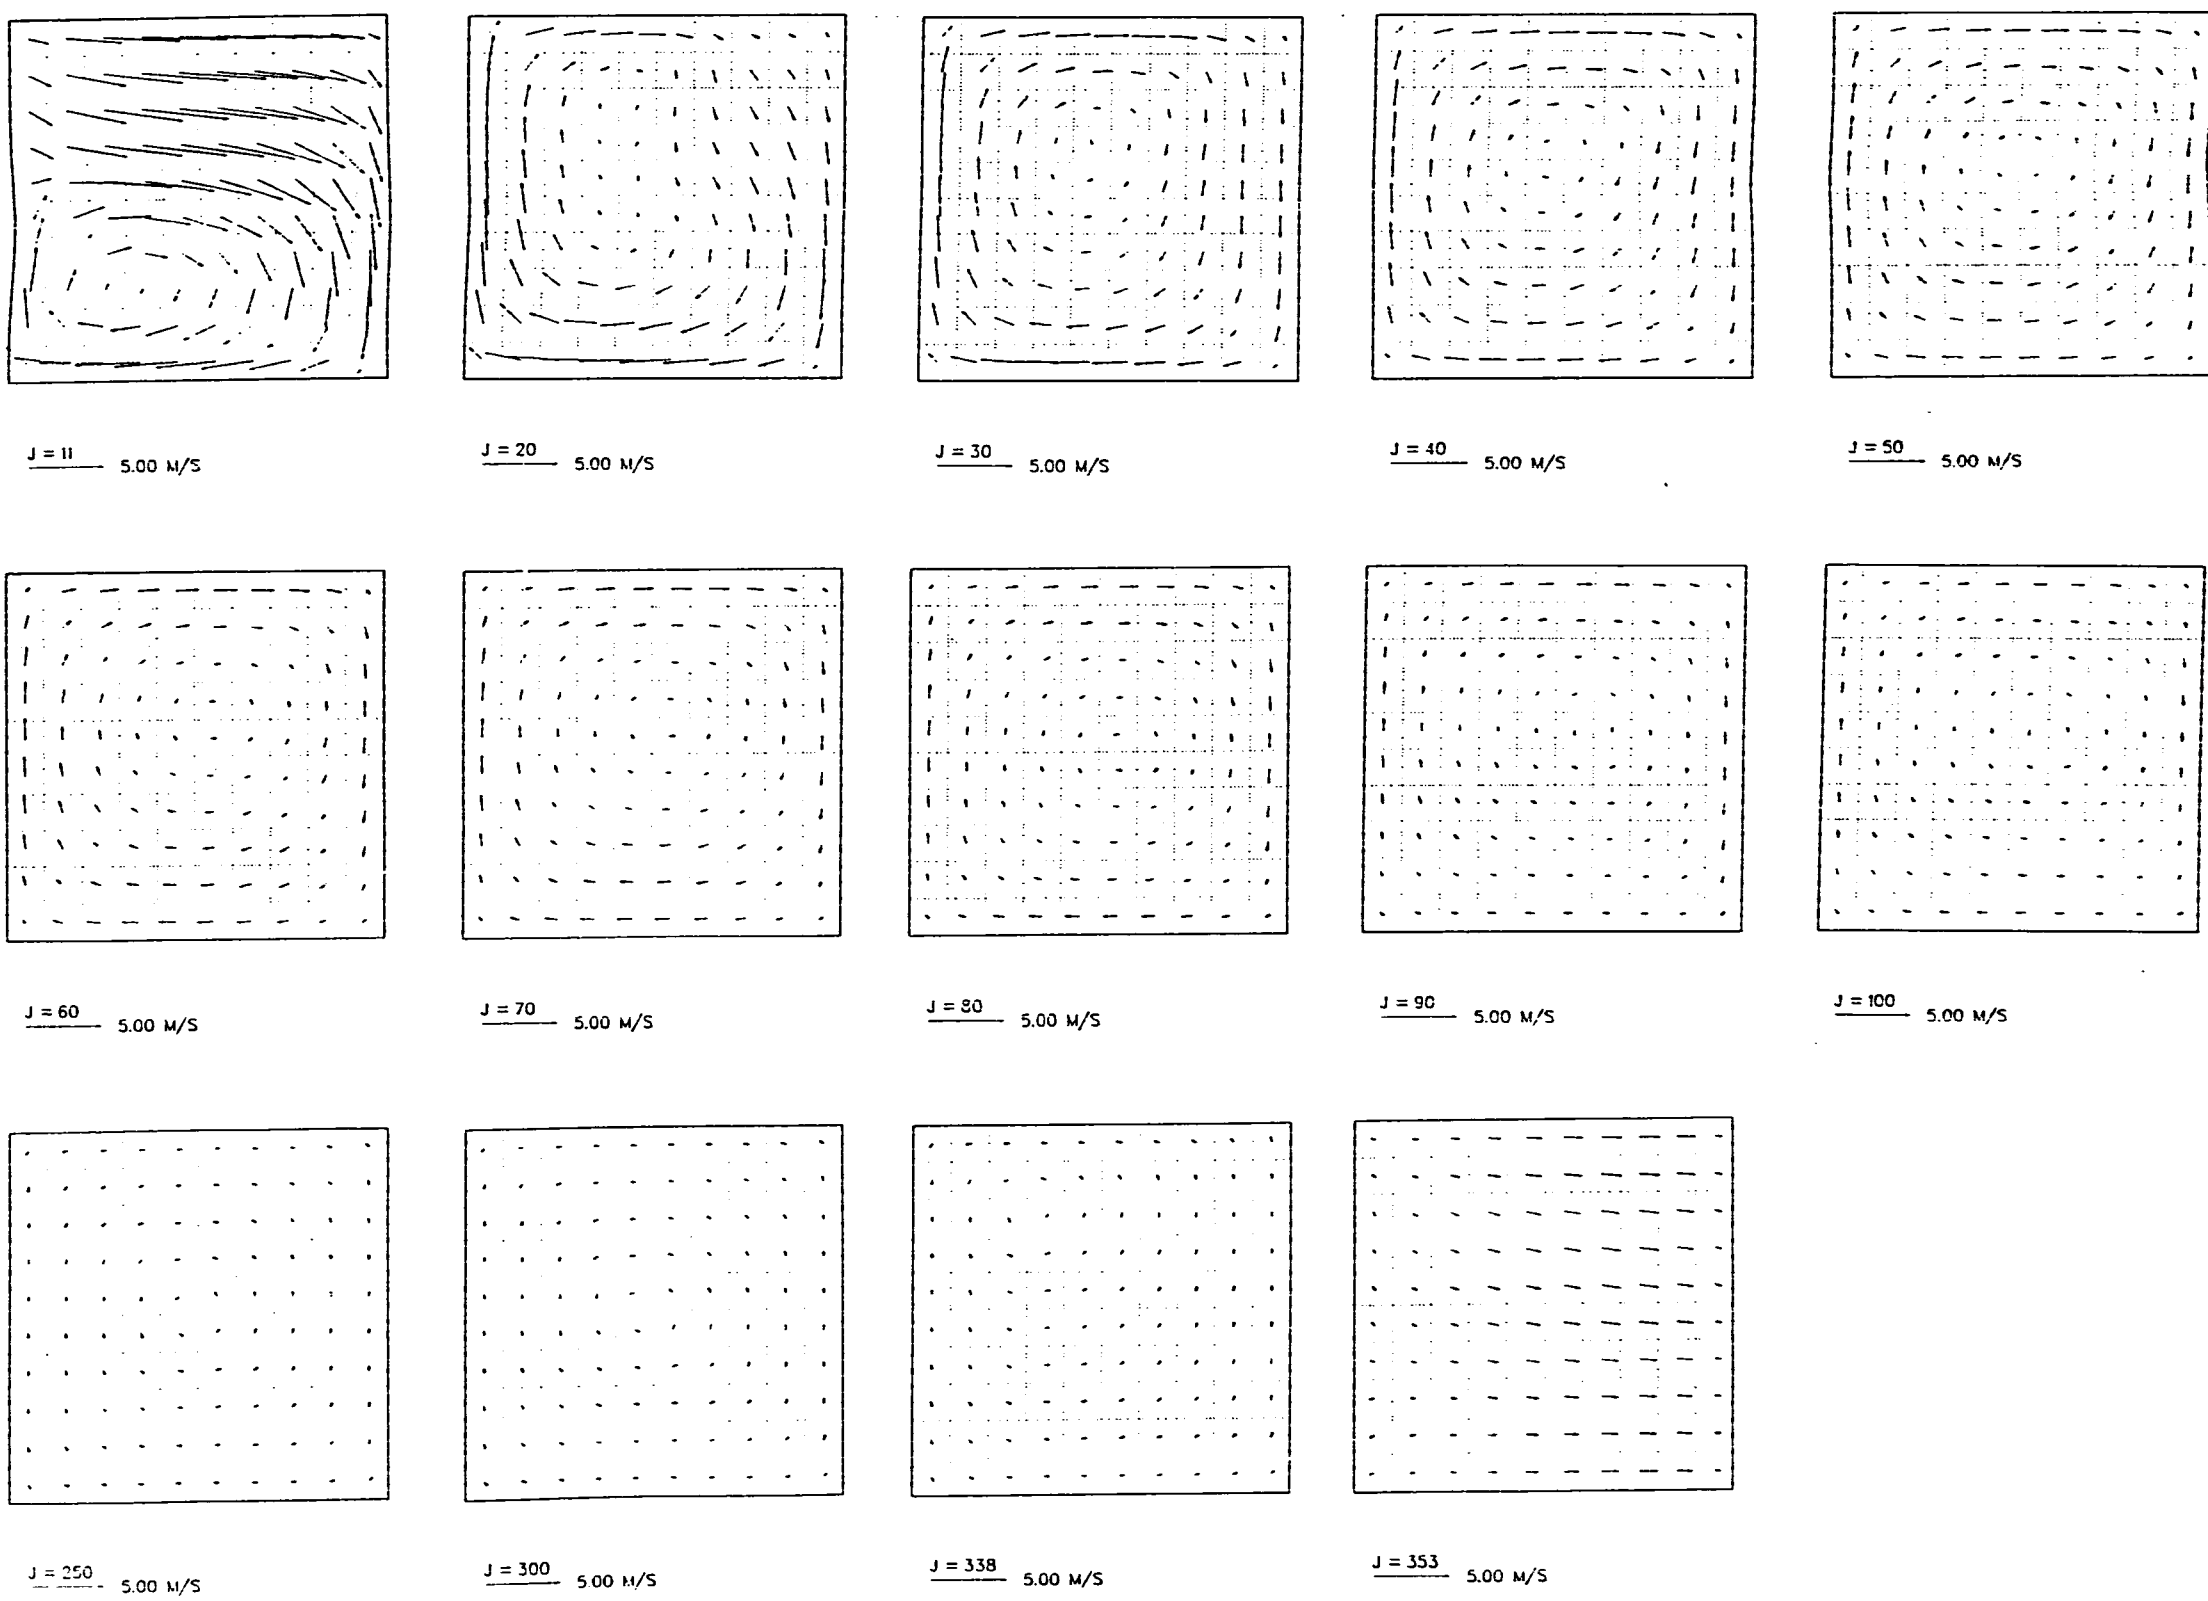 J = 11 5.00 M/S
J = 20 5.00 M/S
J = 30 5.00 M/S
J = 40 5.00 M/S
J = 50 5.00 M/S
J = 60 5.00 M/S
J = 70 5.00 M/S
J = 80 5.00 M/S
J = 90 5.00 M/S
J = 100 5.00 M/S
J = 250 5.00 M/S
J = 300 5.00 M/S
J = 338 5.00 M/S
J = 353 5.00 M/S